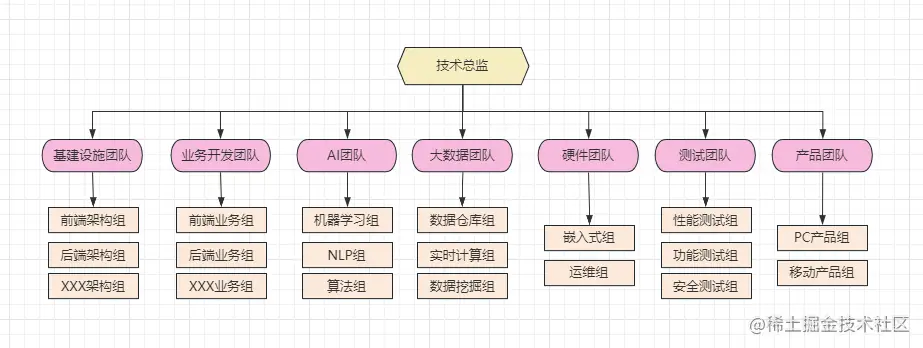 技术总监
基建设施团队
业务开发团队
AI团队
大数据团队
硬件团队
测试团队
产品团队
前端架构组
后端架构组
XXX架构组
前端业务组
后端业务组
XXX业务组
机器学习组
NLP组
算法组
数据仓库组
实时计算组
数据挖掘组
嵌入式组
运维组
性能测试组
功能测试组
安全测试组
PC产品组
移动产品组
@稀土掘金技术社区